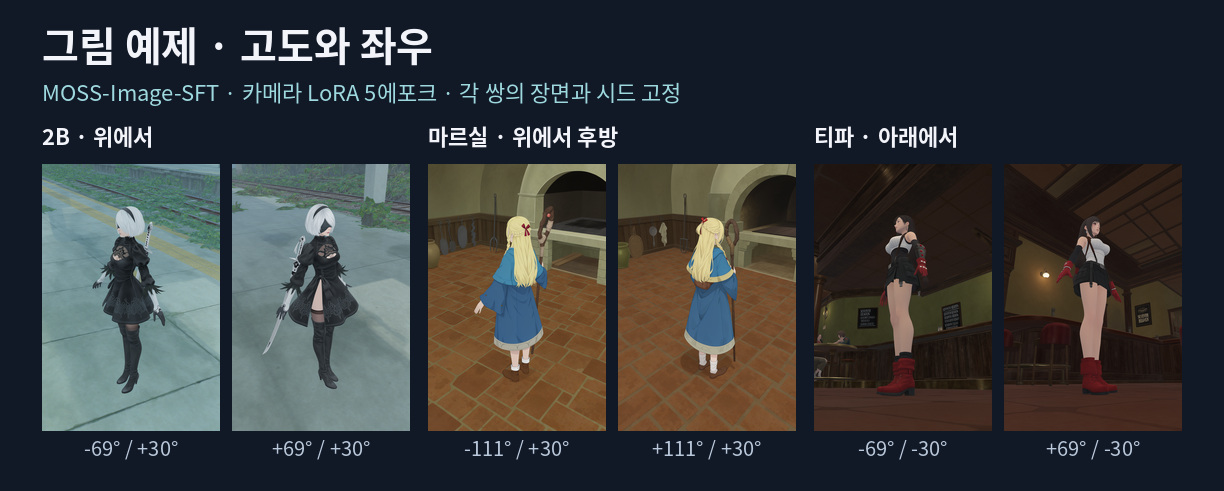 그림 예제 · 고도와 좌우
MOSS-Image-SFT · 카메라 LoRA 5에포크 · 각 쌍의 장면과 시드 고정
2B · 위에서
마르실 · 위에서 후방
티파 · 아래에서
-69° / +30°
+69° / +30°
-111° / +30°
+111° / +30°
-69° / -30°
+69° / -30°